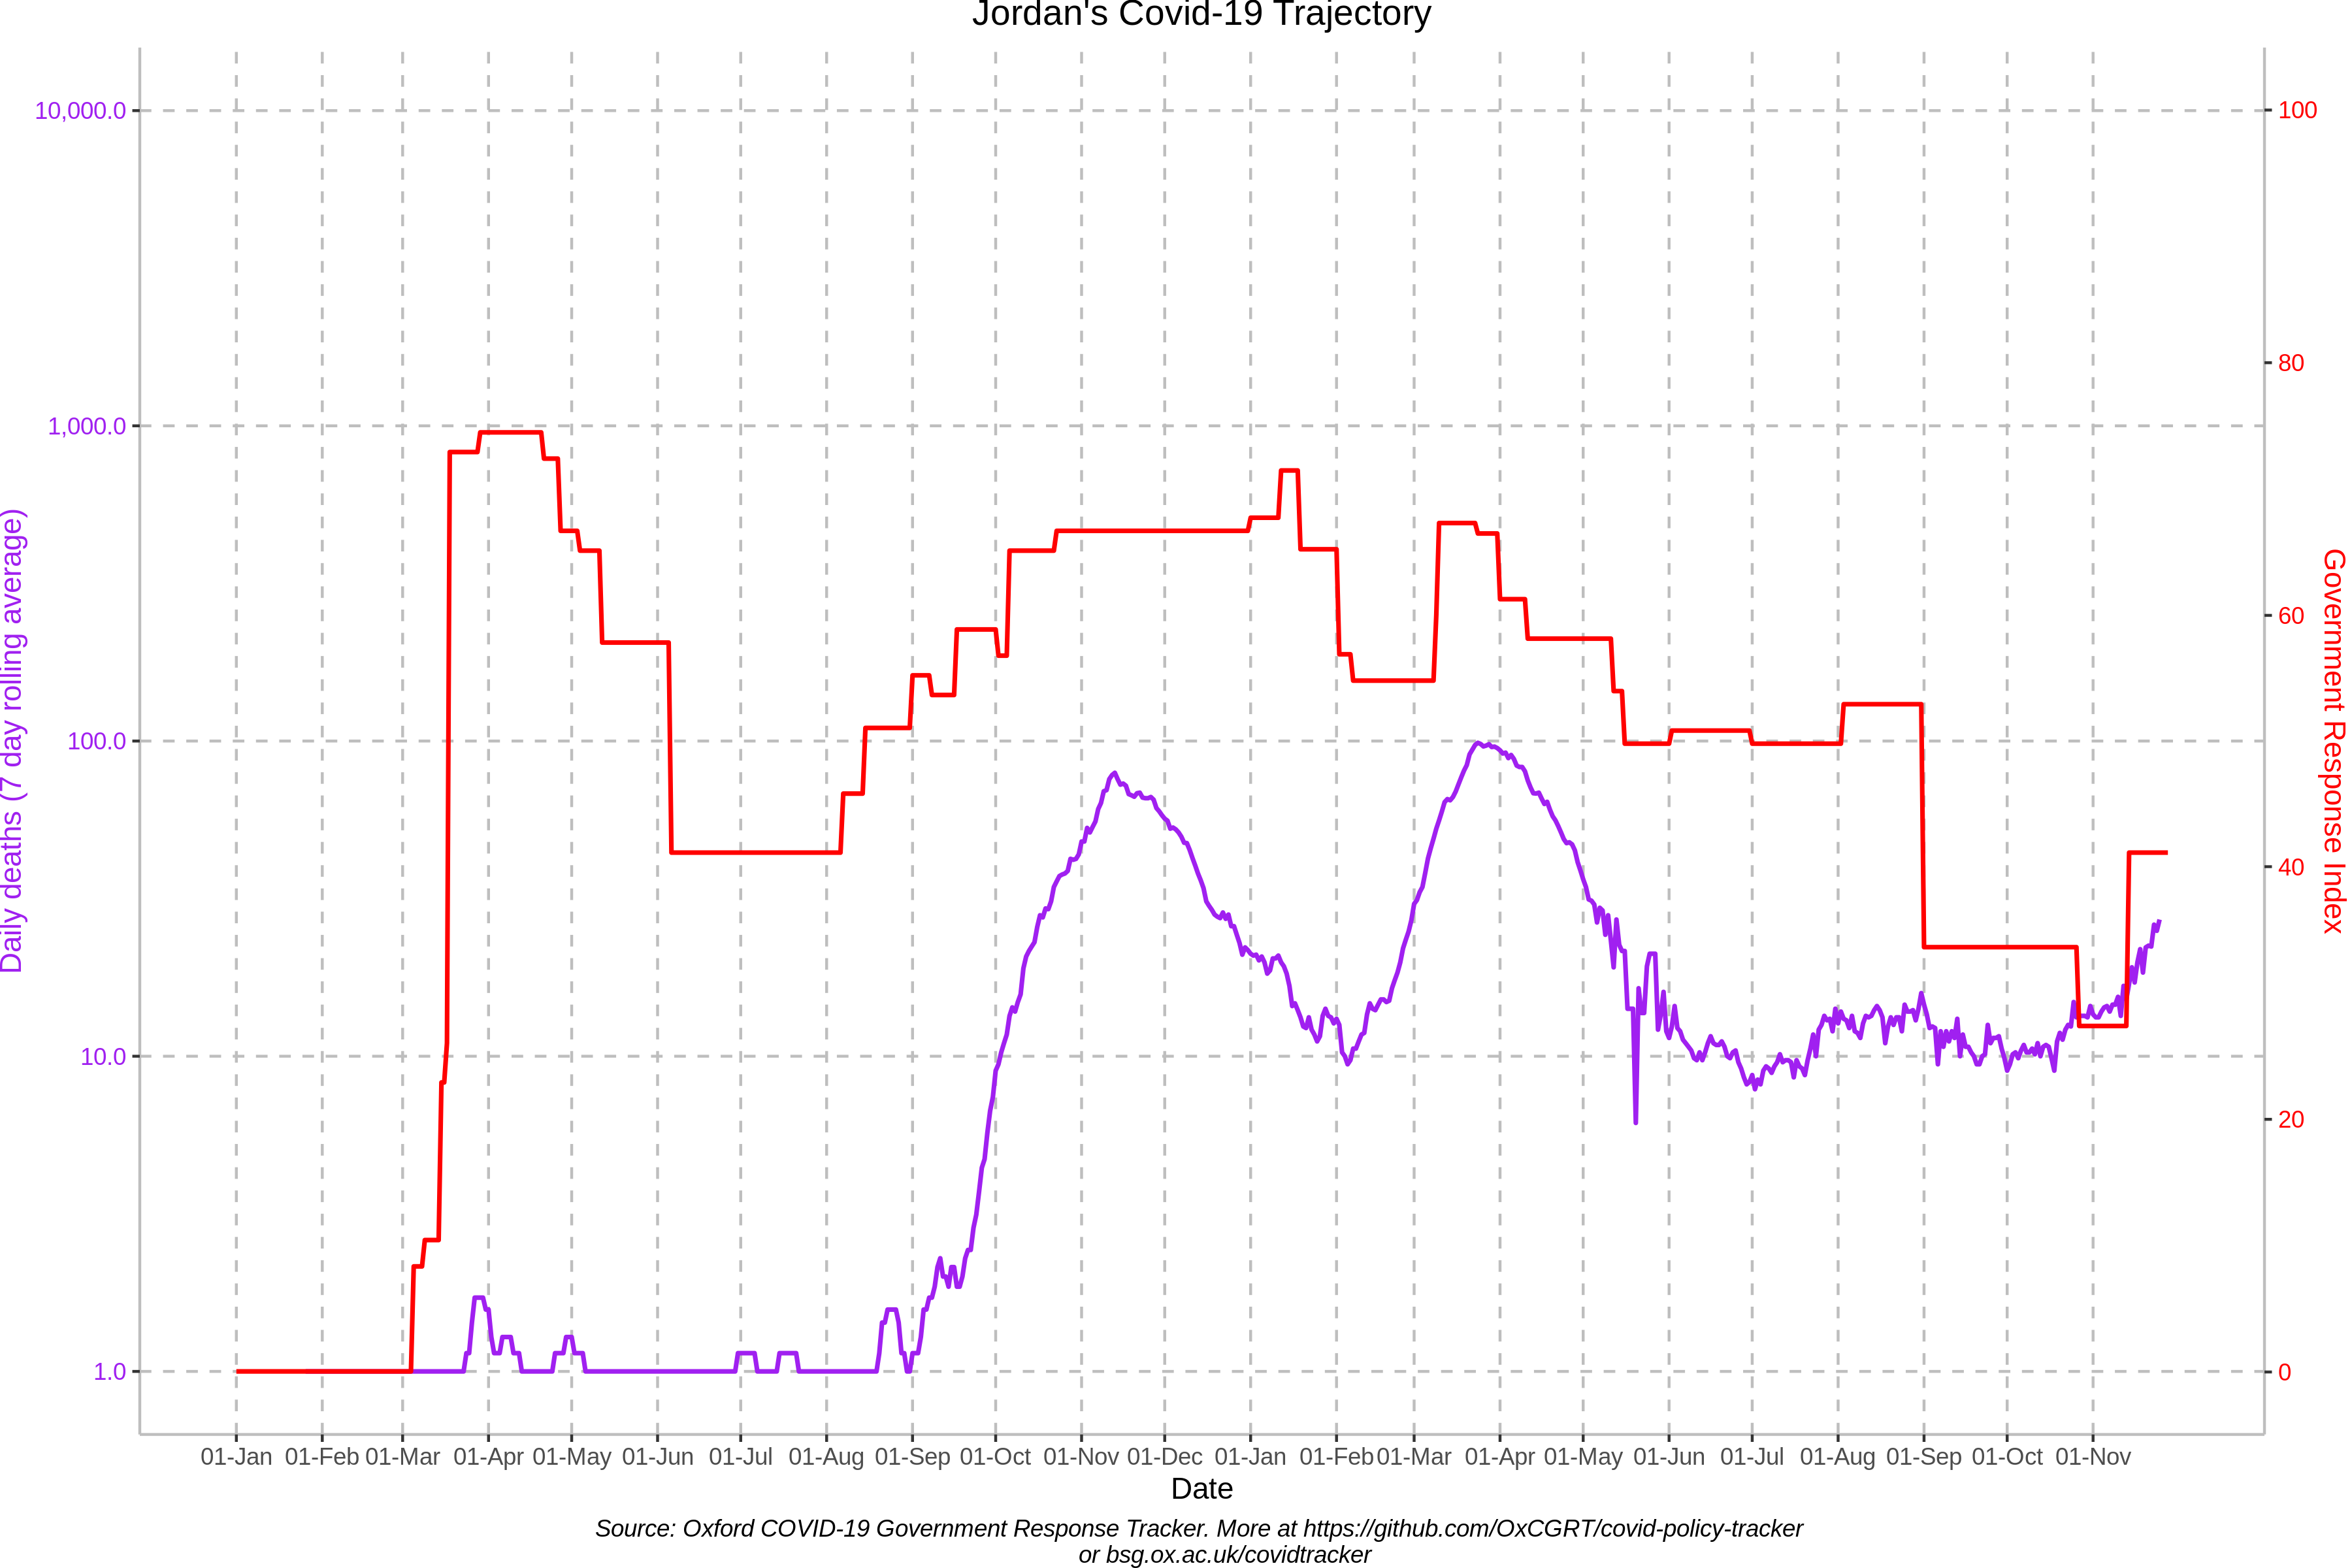 Jordan's Covid-19 Trajectory
Daily deaths (7 day rolling average)
10,000.0
1,000.0
100.0
10.0
1.0
100
80
60
40
20
0
Government Response Index
01-Jan 01-Feb 01-Mar 01-Apr 01-May 01-Jun 01-Jul 01-Aug 01-Sep 01-Oct 01-Nov 01-Dec 01-Jan 01-Feb 01-Mar 01-Apr 01-May 01-Jun 01-Jul 01-Aug 01-Sep 01-Oct 01-Nov
Date
Source: Oxford COVID-19 Government Response Tracker. More at https://github.com/OxCGRT/covid-policy-tracker
or bsg.ox.ac.uk/covidtracker